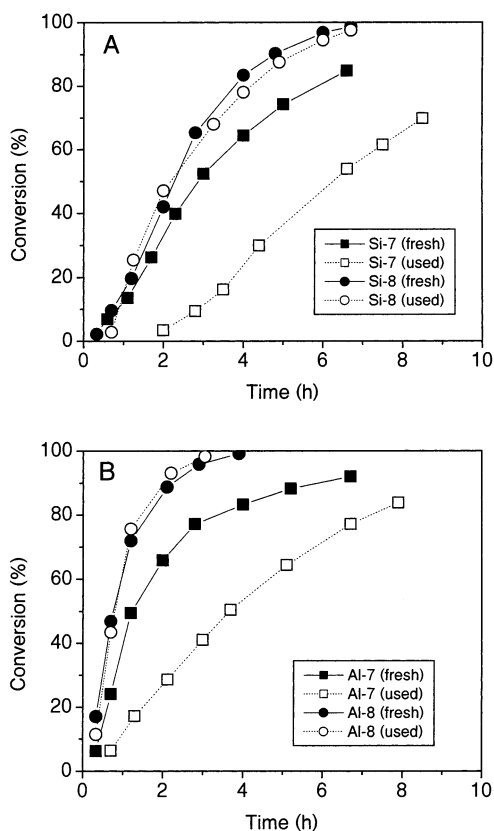 A
Conversion (%)
100
80
60
40
20
0
Si-7 (fresh)
Si-7 (used)
Si-8 (fresh)
Si-8 (used)
0 2 4 6 8 10
Time (h)
B
Conversion (%)
100
80
60
40
20
0
Al-7 (fresh)
Al-7 (used)
Al-8 (fresh)
Al-8 (used)
0 2 4 6 8 10
Time (h)